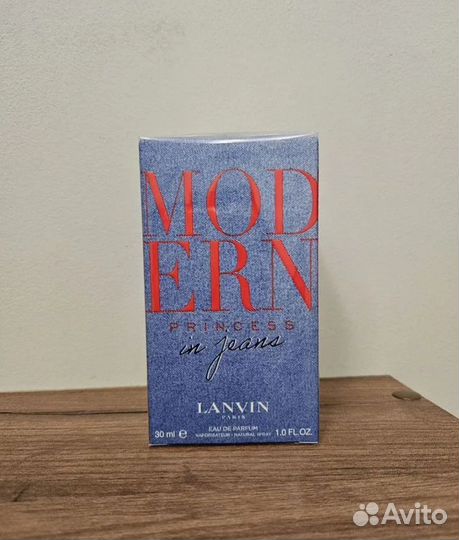 MOD
ERN
PRINCESS
in jeans
LANVIN
PARIS
EAU DE PARFUM
30 ml ℮ VAPORISATEUR - NATURAL SPRAY 1.0 FL OZ.
Avito